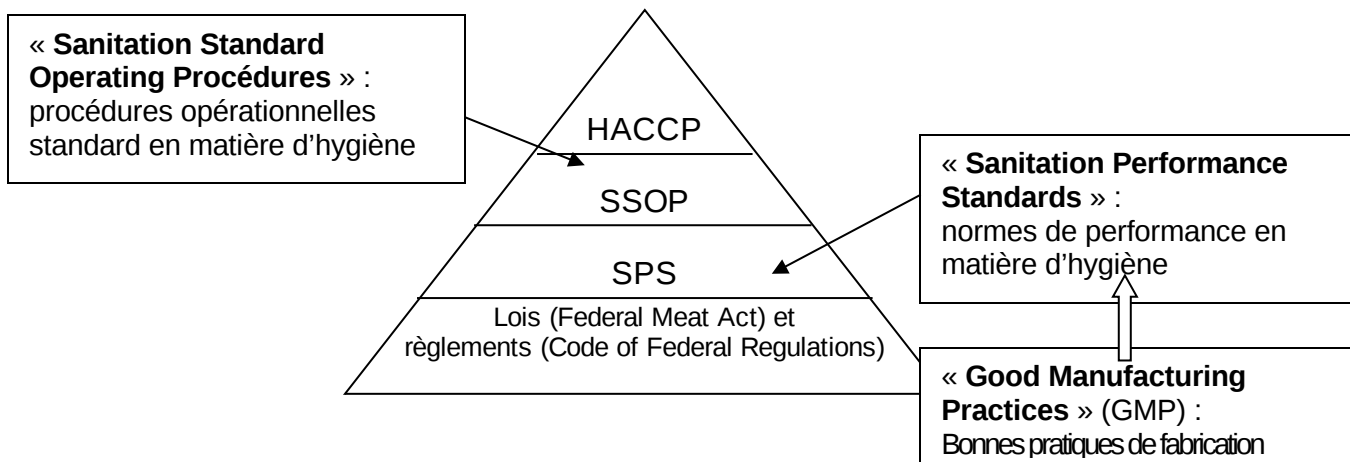 « Sanitation Standard
Operating Procédures » :
procédures opérationnelles
standard en matière d’hygiène
HACCP
SSOP
SPS
Lois (Federal Meat Act) et
règlements (Code of Federal Regulations)
« Sanitation Performance
Standards » :
normes de performance en
matière d’hygiène
« Good Manufacturing
Practices » (GMP) :
Bonnes pratiques de fabrication